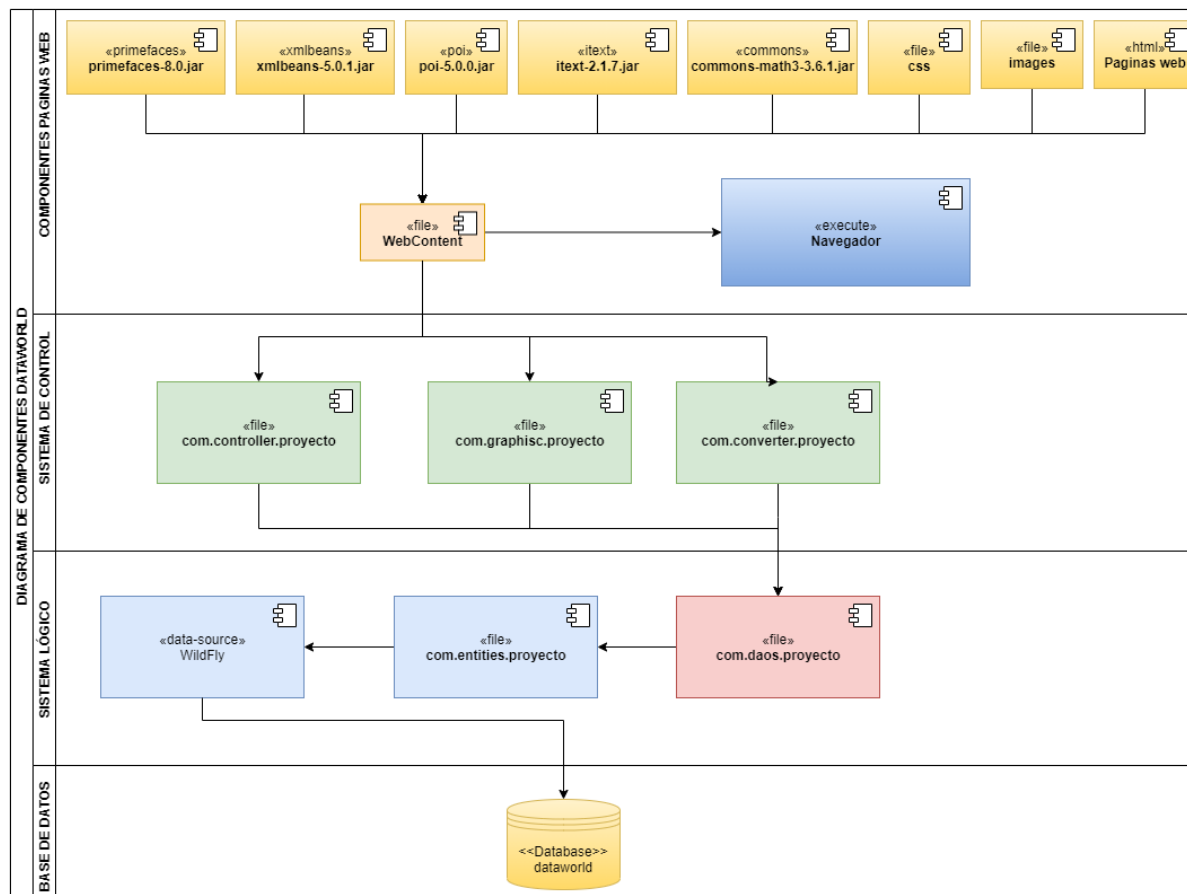 DIAGRAMA DE COMPONENTES DATAWORLD
COMPONENTES PAGINAS WEB
«primefaces»
primefaces-8.0.jar
«xmlbeans»
xmlbeans-5.0.1.jar
«poi»
poi-5.0.0.jar
«itext»
itext-2.1.7.jar
«commons»
commons-math3-3.6.1.jar
«file»
css
«file»
images
«html»
Paginas web
«file»
WebContent
«execute»
Navegador
SISTEMA DE CONTROL
«file»
com.controller.proyecto
«file»
com.graphisc.proyecto
«file»
com.converter.proyecto
SISTEMA LÓGICO
«data-source»
WildFly
«file»
com.entities.proyecto
«file»
com.daos.proyecto
BASE DE DATOS
<<Database>>
dataworld